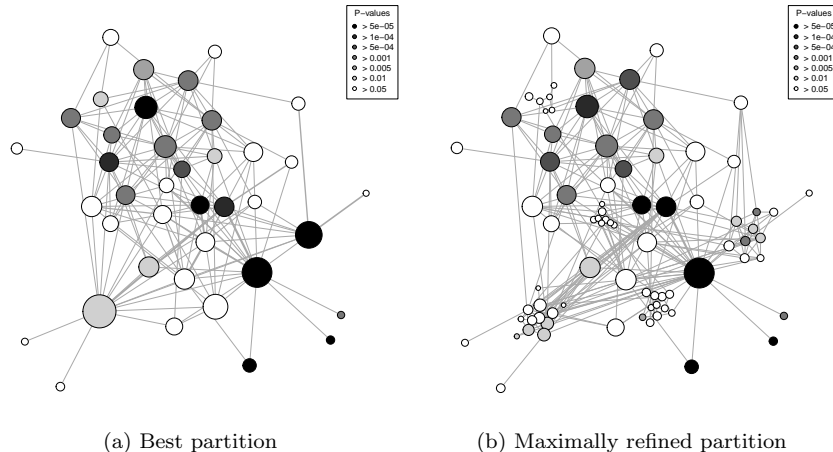 P-values
> 5e-05
> 1e-04
> 5e-04
> 0.001
> 0.005
> 0.01
> 0.05
P-values
> 5e-05
> 1e-04
> 5e-04
> 0.001
> 0.005
> 0.01
> 0.05
(a) Best partition
(b) Maximally refined partition